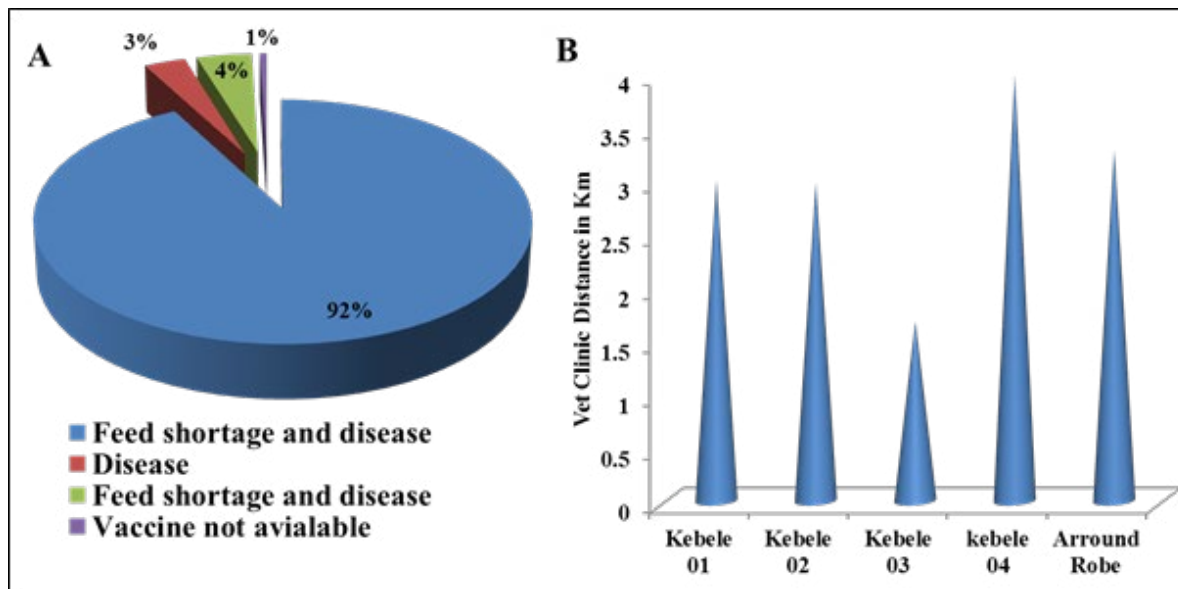 A
3%
4%
1%
92%
Feed shortage and disease
Disease
Feed shortage and disease
Vaccine not avialable
B
Vet Clinic Distance in Km
4
3.5
3
2.5
2
1.5
1
0.5
0
Kebele
01
Kebele
02
Kebele
03
kebele
04
Arround
Robe